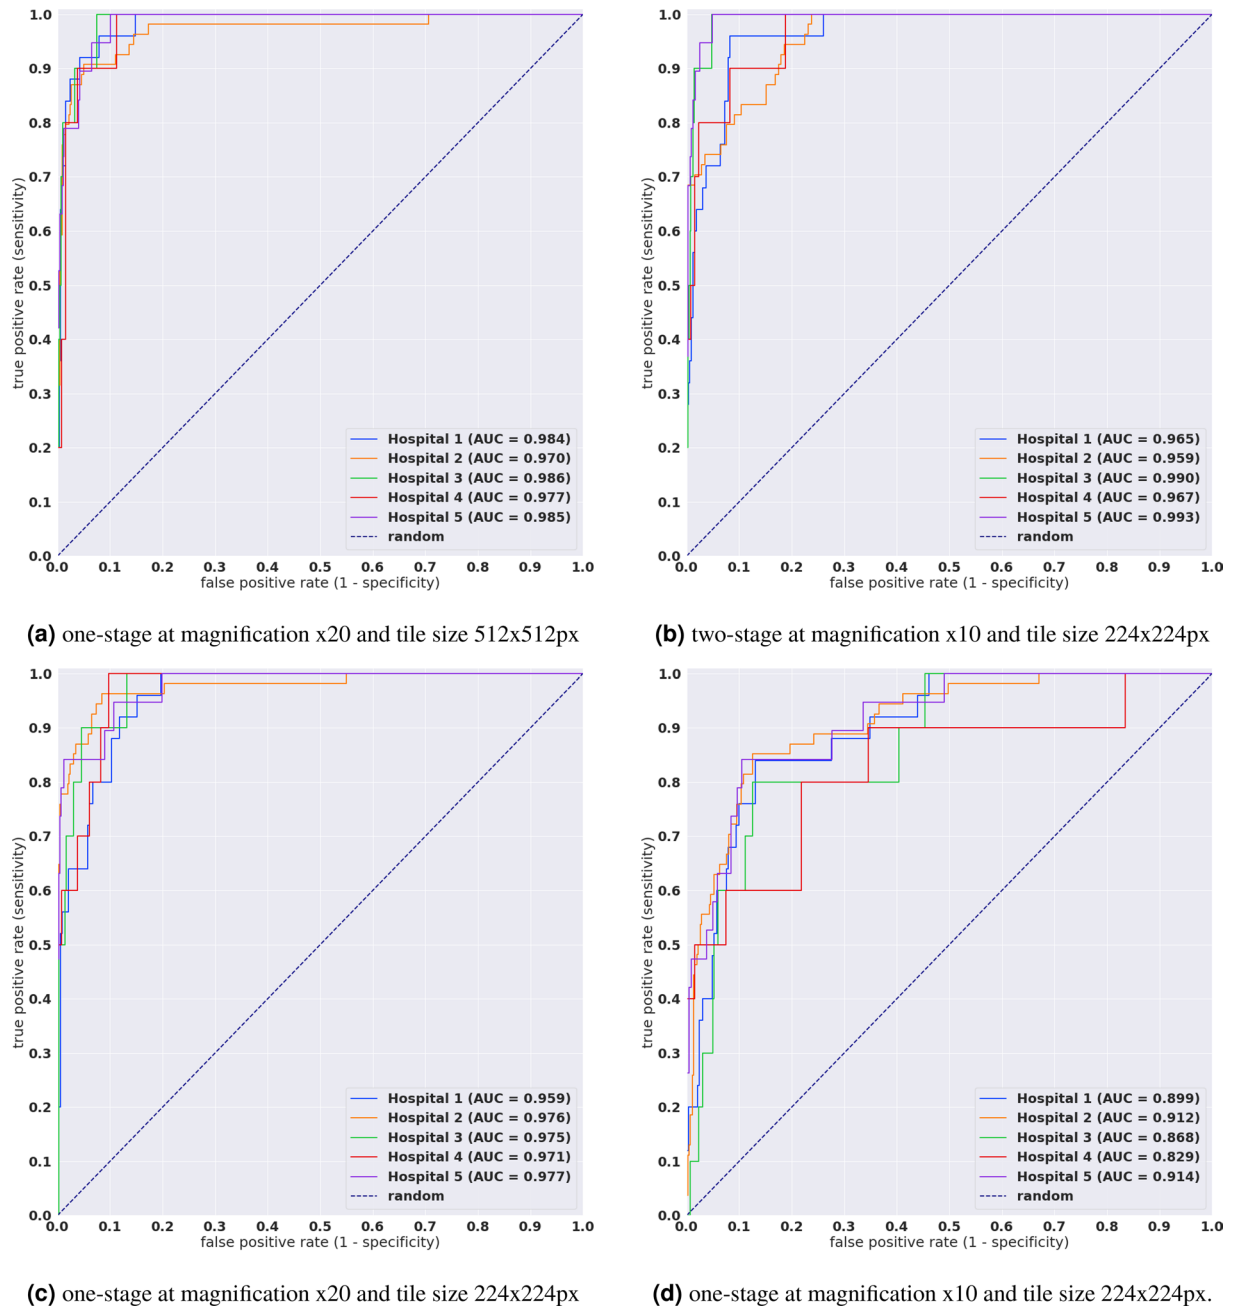 1.0
0.9
0.8
0.7
0.6
0.5
0.4
0.3
0.2
0.1
0.0
true positive rate (sensitivity)
Hospital 1 (AUC = 0.984)
Hospital 2 (AUC = 0.970)
Hospital 3 (AUC = 0.986)
Hospital 4 (AUC = 0.977)
Hospital 5 (AUC = 0.985)
random
0.0 0.1 0.2 0.3 0.4 0.5 0.6 0.7 0.8 0.9 1.0
false positive rate (1 - specificity)
(a) one-stage at magnification x20 and tile size 512x512px
1.0
0.9
0.8
0.7
0.6
0.5
0.4
0.3
0.2
0.1
0.0
true positive rate (sensitivity)
Hospital 1 (AUC = 0.965)
Hospital 2 (AUC = 0.959)
Hospital 3 (AUC = 0.990)
Hospital 4 (AUC = 0.967)
Hospital 5 (AUC = 0.993)
random
0.0 0.1 0.2 0.3 0.4 0.5 0.6 0.7 0.8 0.9 1.0
false positive rate (1 - specificity)
(b) two-stage at magnification x10 and tile size 224x224px
1.0
0.9
0.8
0.7
0.6
0.5
0.4
0.3
0.2
0.1
0.0
true positive rate (sensitivity)
Hospital 1 (AUC = 0.959)
Hospital 2 (AUC = 0.976)
Hospital 3 (AUC = 0.975)
Hospital 4 (AUC = 0.971)
Hospital 5 (AUC = 0.977)
random
0.0 0.1 0.2 0.3 0.4 0.5 0.6 0.7 0.8 0.9 1.0
false positive rate (1 - specificity)
(c) one-stage at magnification x20 and tile size 224x224px
1.0
0.9
0.8
0.7
0.6
0.5
0.4
0.3
0.2
0.1
0.0
true positive rate (sensitivity)
Hospital 1 (AUC = 0.899)
Hospital 2 (AUC = 0.912)
Hospital 3 (AUC = 0.868)
Hospital 4 (AUC = 0.829)
Hospital 5 (AUC = 0.914)
random
0.0 0.1 0.2 0.3 0.4 0.5 0.6 0.7 0.8 0.9 1.0
false positive rate (1 - specificity)
(d) one-stage at magnification x10 and tile size 224x224px.